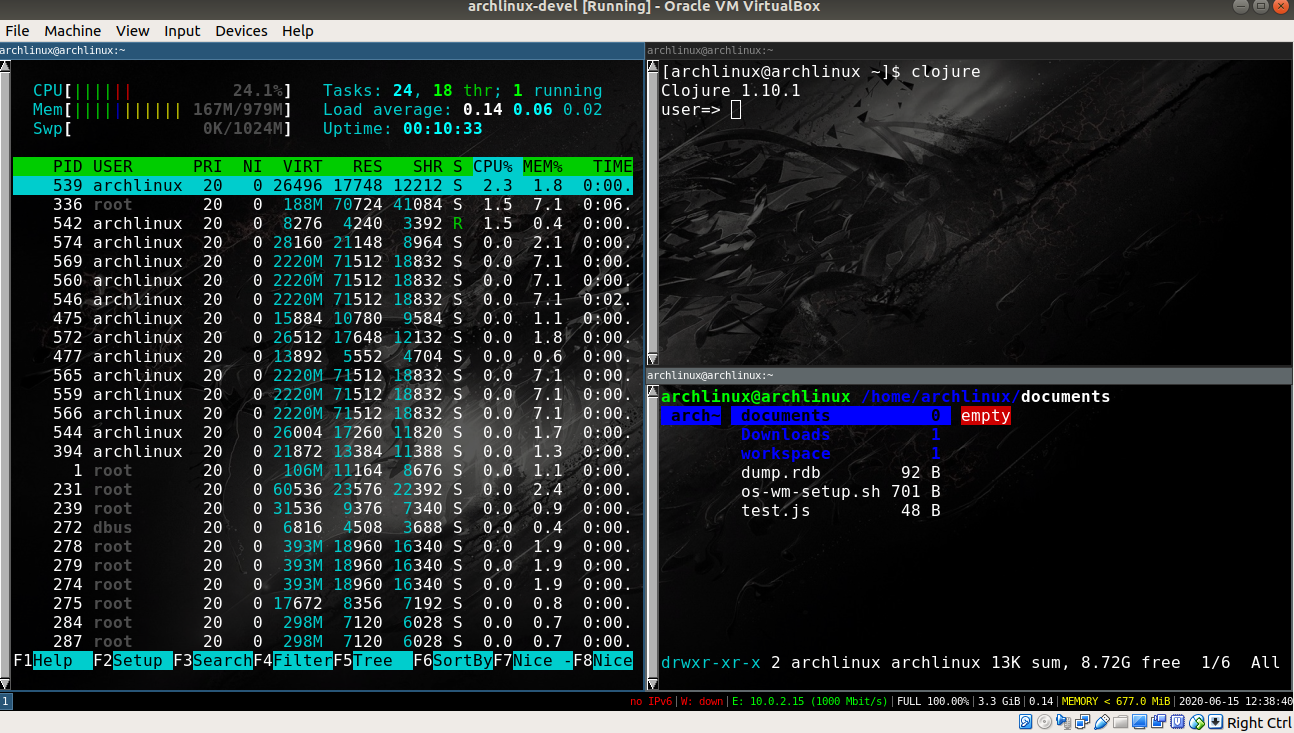 archlinux-devel [Running] - Oracle VM VirtualBox
File Machine View Input Devices Help
archlinux@archlinux:~
CPU[|||||| 24.1%] Tasks: 24, 18 thr; 1 running
Mem[||||||||||| 167M/979M] Load average: 0.14 0.06 0.02
Swp[ 0K/1024M] Uptime: 00:10:33
PID USER PRI NI VIRT RES SHR S CPU% MEM% TIME
539 archlinux 20 0 26496 17748 12212 S 2.3 1.8 0:00.
336 root 20 0 188M 70724 41084 S 1.5 7.1 0:06.
542 archlinux 20 0 8276 4240 3392 R 1.5 0.4 0:00.
574 archlinux 20 0 28160 21148 8964 S 0.0 2.1 0:00.
569 archlinux 20 0 2220M 71512 18832 S 0.0 7.1 0:00.
560 archlinux 20 0 2220M 71512 18832 S 0.0 7.1 0:00.
546 archlinux 20 0 2220M 71512 18832 S 0.0 7.1 0:02.
475 archlinux 20 0 15884 10780 9584 S 0.0 1.1 0:00.
572 archlinux 20 0 26512 17648 12132 S 0.0 1.8 0:00.
477 archlinux 20 0 13892 5552 4704 S 0.0 0.6 0:00.
565 archlinux 20 0 2220M 71512 18832 S 0.0 7.1 0:00.
559 archlinux 20 0 2220M 71512 18832 S 0.0 7.1 0:00.
566 archlinux 20 0 2220M 71512 18832 S 0.0 7.1 0:00.
544 archlinux 20 0 26004 17260 11820 S 0.0 1.7 0:00.
394 archlinux 20 0 21872 13384 11388 S 0.0 1.3 0:00.
1 root 20 0 106M 11164 8676 S 0.0 1.1 0:00.
231 root 20 0 60536 23576 22392 S 0.0 2.4 0:00.
239 root 20 0 31536 9376 7340 S 0.0 0.9 0:00.
272 dbus 20 0 6816 4508 3688 S 0.0 0.4 0:00.
278 root 20 0 393M 18960 16340 S 0.0 1.9 0:00.
279 root 20 0 393M 18960 16340 S 0.0 1.9 0:00.
274 root 20 0 393M 18960 16340 S 0.0 1.9 0:00.
275 root 20 0 17672 8356 7192 S 0.0 0.8 0:00.
284 root 20 0 298M 7120 6028 S 0.0 0.7 0:00.
287 root 20 0 298M 7120 6028 S 0.0 0.7 0:00.
F1Help F2Setup F3SearchF4FilterF5Tree F6SortByF7Nice -F8Nice
archlinux@archlinux:~
[archlinux@archlinux ~]$ clojure
Clojure 1.10.1
user=>
archlinux@archlinux:~
archlinux@archlinux /home/archlinux/documents
arch~ documents 0 empty
Downloads 1
workspace 1
dump.rdb 92 B
os-wm-setup.sh 701 B
test.js 48 B
drwxr-xr-x 2 archlinux archlinux 13K sum, 8.72G free 1/6 All
1 no IPv6|W: down|E: 10.0.2.15 (1000 Mbit/s)|FULL 100.00%|3.3 GiB|0.14|MEMORY < 677.0 MiB|2020-06-15 12:38:40
Right Ctrl